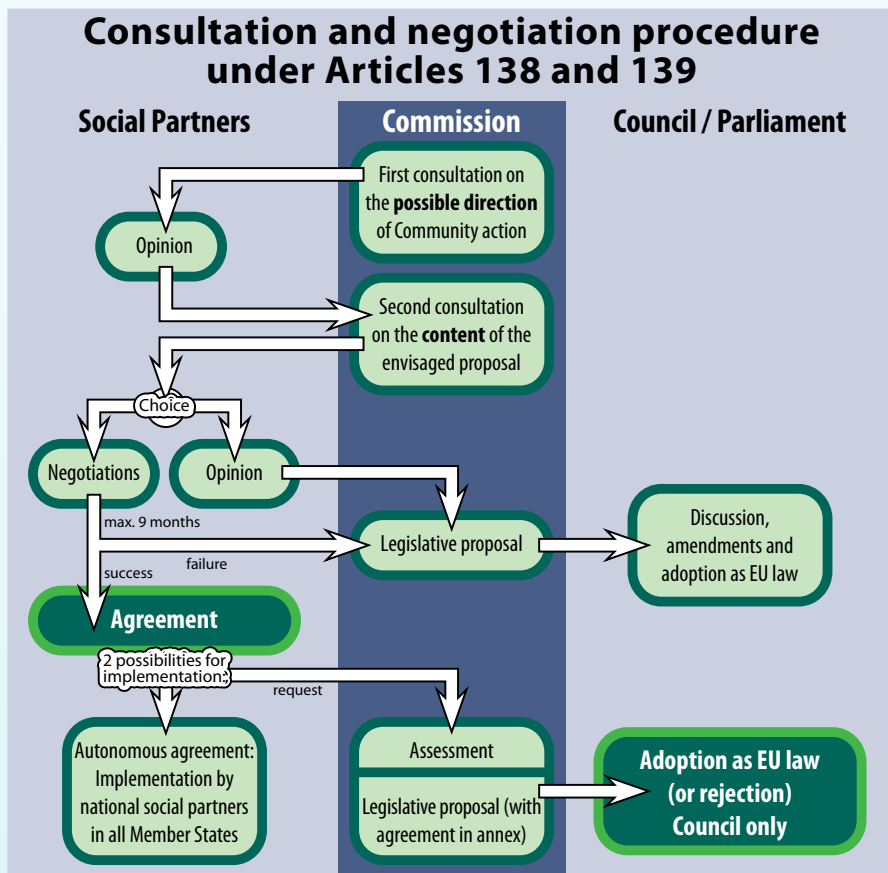 Consultation and negotiation procedure
under Articles 138 and 139
Social Partners
Commission
Council / Parliament
First consultation on
the possible direction
of Community action
Opinion
Second consultation
on the content of the
envisaged proposal
Choice
Negotiations
Opinion
max. 9 months
Legislative proposal
Discussion,
amendments and
adoption as EU law
failure
success
Agreement
2 possibilities for
implementation:
request
Autonomous agreement:
Implementation by
national social partners
in all Member States
Assessment
Legislative proposal (with
agreement in annex)
Adoption as EU law
(or rejection)
Council only